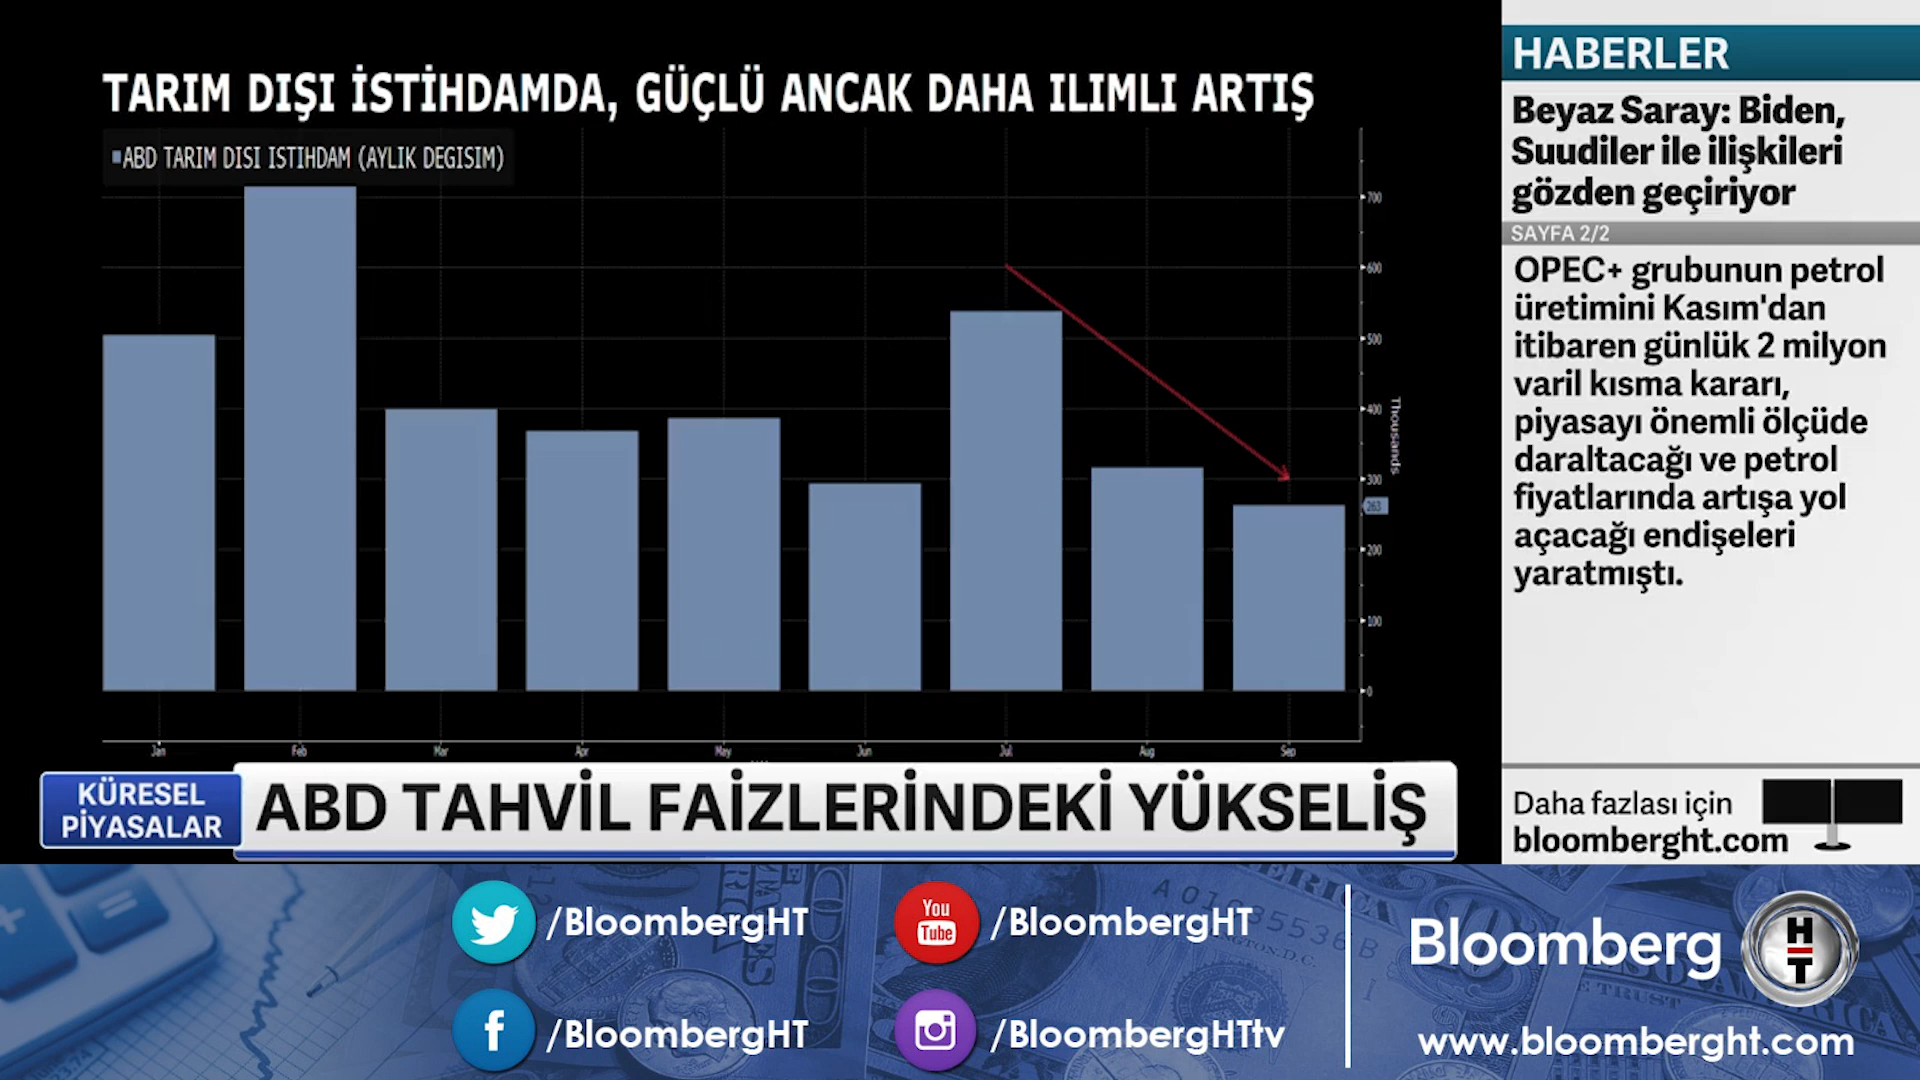 TARIM DIŞI İSTİHDAMDA, GÜÇLÜ ANCAK DAHA ILIMLI ARTIŞ
ABD TARIM DISI ISTIHDAM (AYLIK DEGISIM)
700
600
500
400
300
263
200
100
0
Thousands
Jan Feb Mar Apr May Jun Jul Aug Sep
KÜRESEL
PİYASALAR
ABD TAHVİL FAİZLERİNDEKİ YÜKSELİŞ
HABERLER
Beyaz Saray: Biden,
Suudiler ile ilişkileri
gözden geçiriyor
SAYFA 2/2
OPEC+ grubunun petrol
üretimini Kasım'dan
itibaren günlük 2 milyon
varil kısma kararı,
piyasayı önemli ölçüde
daraltacağı ve petrol
fiyatlarında artışa yol
açacağı endişeleri
yaratmıştı.
Daha fazlası için
bloomberght.com
/BloombergHT
You
Tube
/BloombergHT
/BloombergHT
/BloombergHTtv
Bloomberg
HT
www.bloomberght.com